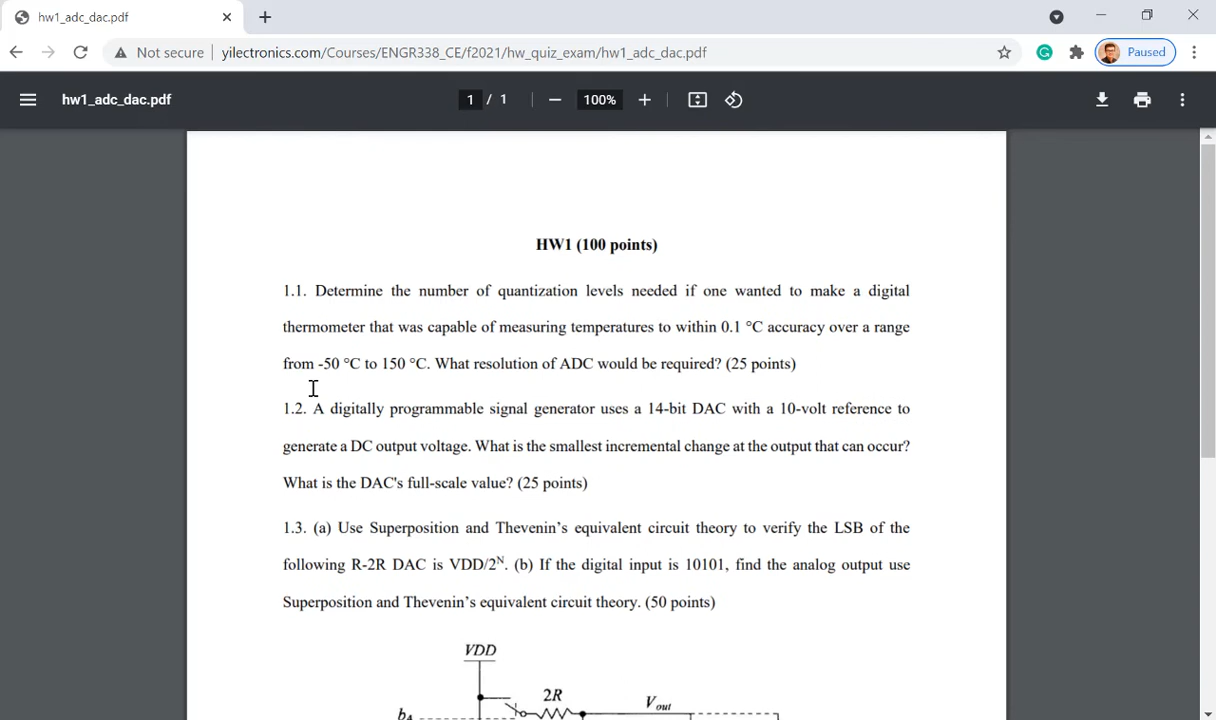 hw1_adc_dac.pdf
Not secure yilectronics.com/Courses/ENGR338_CE/f2021/hw_quiz_exam/hw1_adc_dac.pdf Paused
hw1_adc_dac.pdf 1 / 1 100%
HW1 (100 points)
1.1. Determine the number of quantization levels needed if one wanted to make a digital
thermometer that was capable of measuring temperatures to within 0.1 °C accuracy over a range
from -50 °C to 150 °C. What resolution of ADC would be required? (25 points)
1.2. A digitally programmable signal generator uses a 14-bit DAC with a 10-volt reference to
generate a DC output voltage. What is the smallest incremental change at the output that can occur?
What is the DAC's full-scale value? (25 points)
1.3. (a) Use Superposition and Thevenin's equivalent circuit theory to verify the LSB of the
following R-2R DAC is VDD/2ᴺ. (b) If the digital input is 10101, find the analog output use
Superposition and Thevenin's equivalent circuit theory. (50 points)
VDD
2R
Vout
b4